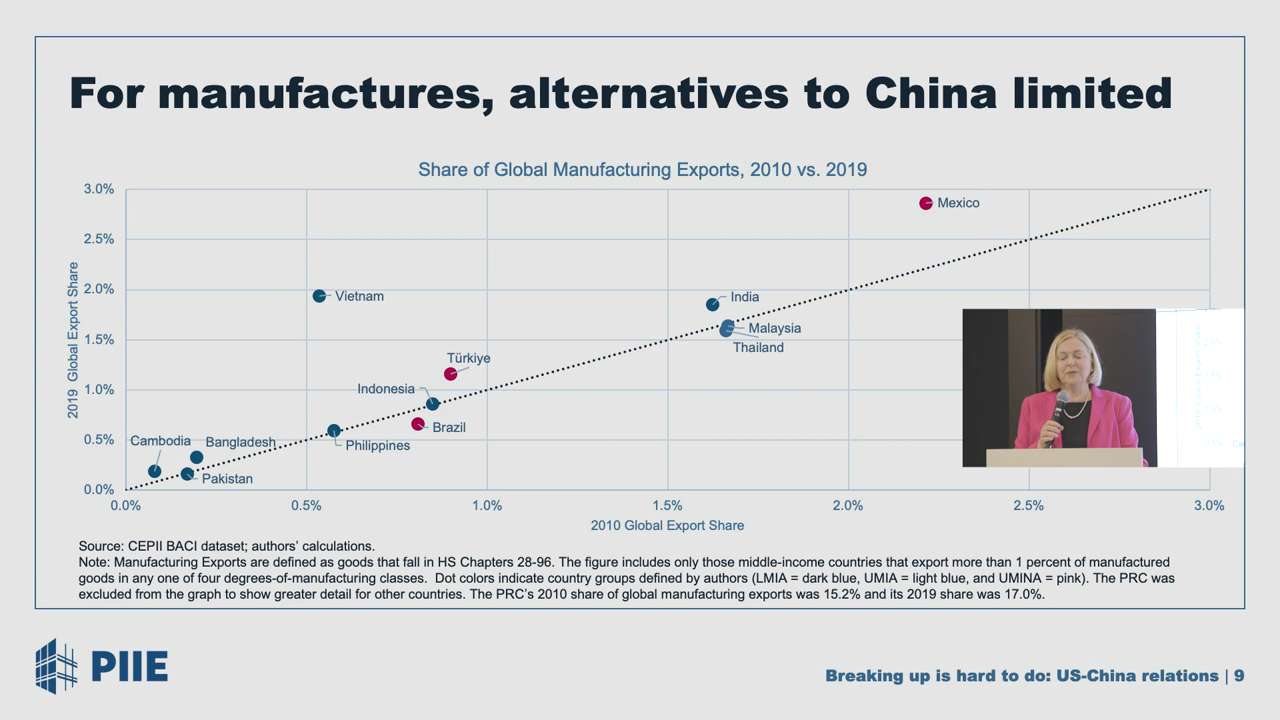 For manufactures, alternatives to China limited
Share of Global Manufacturing Exports, 2010 vs. 2019
3.0%
2.5%
2.0%
1.5%
1.0%
0.5%
0.0%
2019 Global Export Share
Mexico
Vietnam
India
Malaysia
Thailand
Türkiye
Indonesia
Brazil
Cambodia
Bangladesh
Philippines
Pakistan
0.0%
0.5%
1.0%
1.5%
2.0%
2.5%
3.0%
2010 Global Export Share
Source: CEPII BACI dataset; authors’ calculations.
Note: Manufacturing Exports are defined as goods that fall in HS Chapters 28-96. The figure includes only those middle-income countries that export more than 1 percent of manufactured
goods in any one of four degrees-of-manufacturing classes. Dot colors indicate country groups defined by authors (LMIA = dark blue, UMIA = light blue, and UMINA = pink). The PRC was
excluded from the graph to show greater detail for other countries. The PRC’s 2010 share of global manufacturing exports was 15.2% and its 2019 share was 17.0%.
PIIE
Breaking up is hard to do: US-China relations | 9